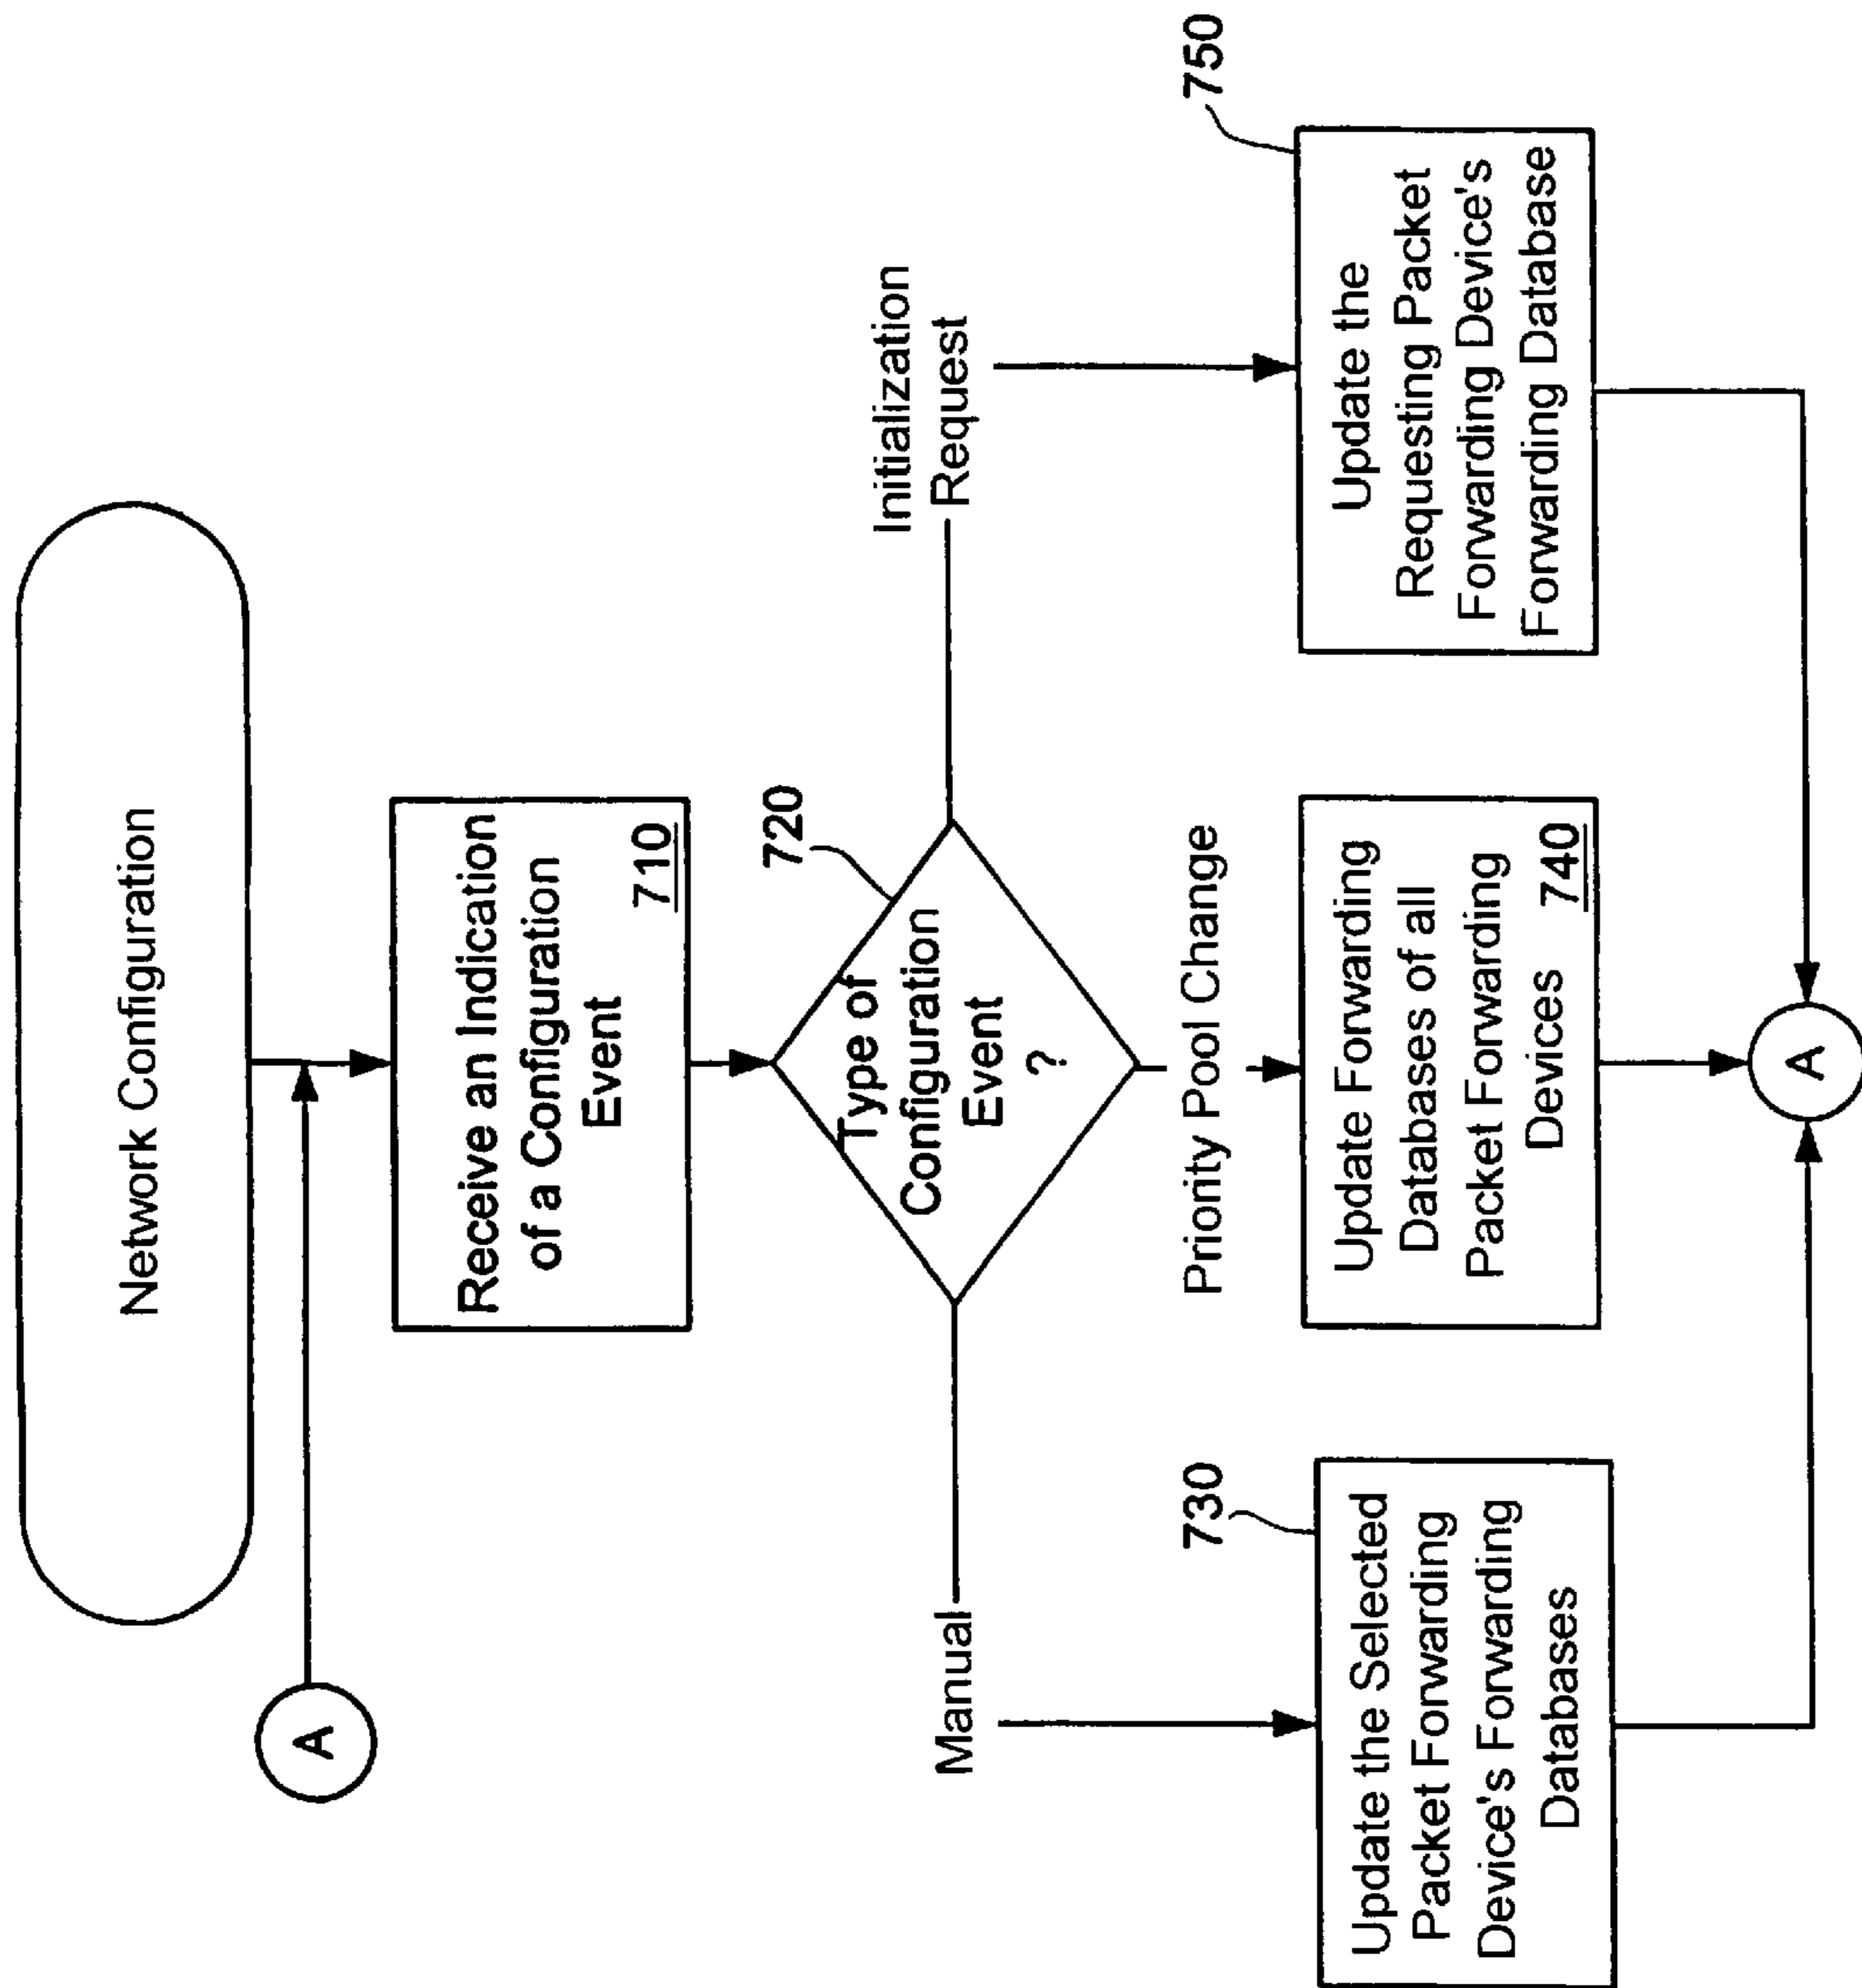 Network Configuration
A
Receive an Indication
of a Configuration
Event
710
720
Type of
Configuration
Event
?
Manual
Priority Pool Change
Initialization
Request
730
Update the Selected
Packet Forwarding
Device's Forwarding
Databases
Update Forwarding
Databases of all
Packet Forwarding
Devices 740
750
Update the
Requesting Packet
Forwarding Device's
Forwarding Database
A